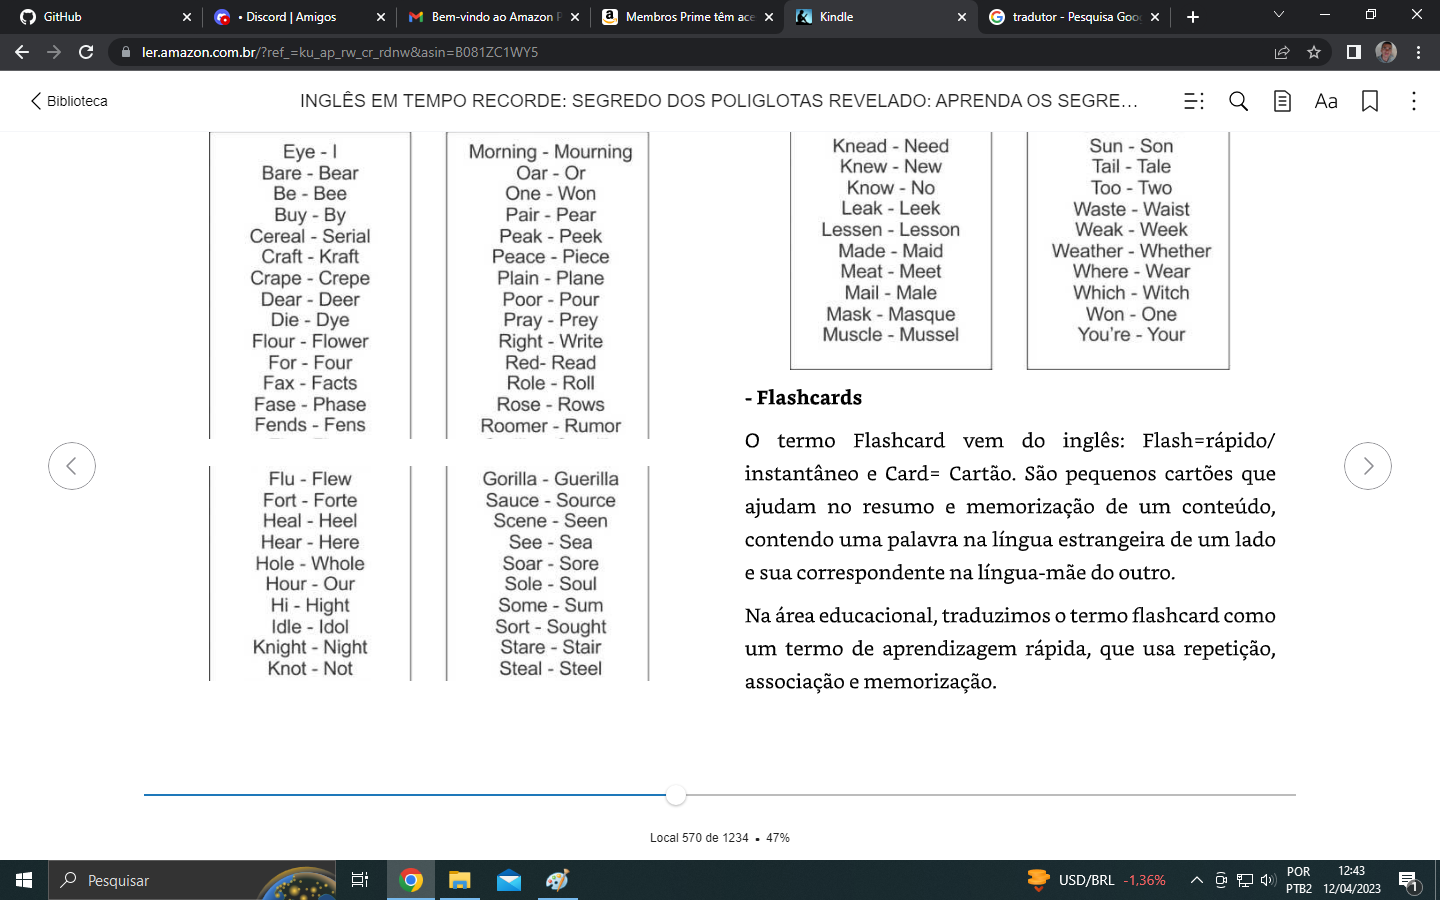 GitHub
• Discord | Amigos
Bem-vindo ao Amazon P
Membros Prime têm ace
Kindle
tradutor - Pesquisa Goo
ler.amazon.com.br/?ref_=ku_ap_rw_cr_rdnw&asin=B081ZC1WY5
Biblioteca
INGLÊS EM TEMPO RECORDE: SEGREDO DOS POLIGLOTAS REVELADO: APRENDA OS SEGRE...
Aa
Eye - I
Bare - Bear
Be - Bee
Buy - By
Cereal - Serial
Craft - Kraft
Crape - Crepe
Dear - Deer
Die - Dye
Flour - Flower
For - Four
Fax - Facts
Fase - Phase
Fends - Fens
Flu - Flew
Fort - Forte
Heal - Heel
Hear - Here
Hole - Whole
Hour - Our
Hi - Hight
Idle - Idol
Knight - Night
Knot - Not
Morning - Mourning
Oar - Or
One - Won
Pair - Pear
Peak - Peek
Peace - Piece
Plain - Plane
Poor - Pour
Pray - Prey
Right - Write
Red- Read
Role - Roll
Rose - Rows
Roomer - Rumor
Gorilla - Guerilla
Sauce - Source
Scene - Seen
See - Sea
Soar - Sore
Sole - Soul
Some - Sum
Sort - Sought
Stare - Stair
Steal - Steel
Knead - Need
Knew - New
Know - No
Leak - Leek
Lessen - Lesson
Made - Maid
Meat - Meet
Mail - Male
Mask - Masque
Muscle - Mussel
Sun - Son
Tail - Tale
Too - Two
Waste - Waist
Weak - Week
Weather - Whether
Where - Wear
Which - Witch
Won - One
You're - Your
- Flashcards
O termo Flashcard vem do inglês: Flash=rápido/
instantâneo e Card= Cartão. São pequenos cartões que
ajudam no resumo e memorização de um conteúdo,
contendo uma palavra na língua estrangeira de um lado
e sua correspondente na língua-mãe do outro.
Na área educacional, traduzimos o termo flashcard como
um termo de aprendizagem rápida, que usa repetição,
associação e memorização.
Local 570 de 1234 • 47%
Pesquisar
USD/BRL -1,36%
POR
PTB2
12:43
12/04/2023
1